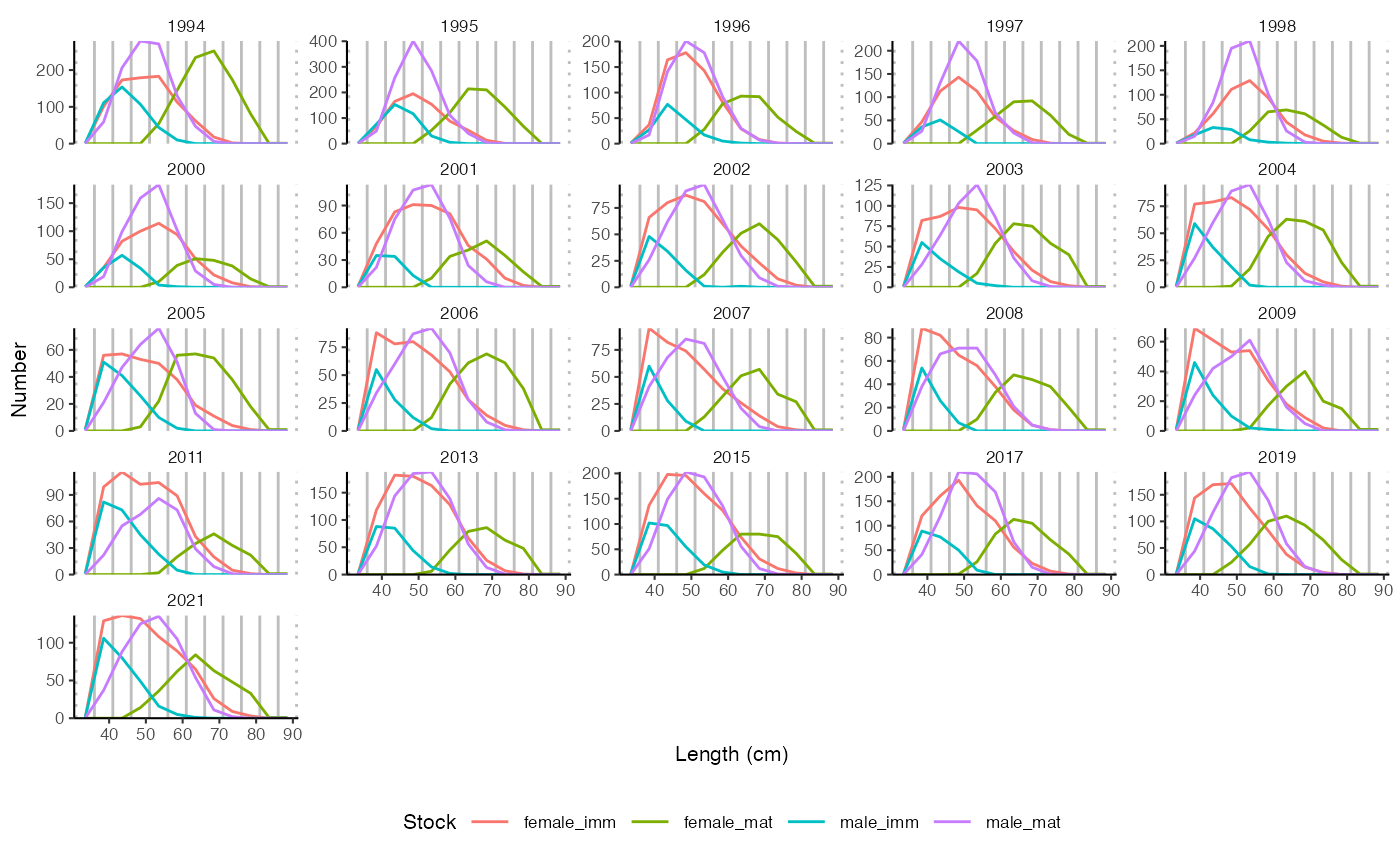 1994 1995 1996 1997 1998
200 400 200 200 200
300 150 150 150
100 200 100 100 100
100 50 50 50
0 0 0 0 0
2000 2001 2002 2003 2004
150 90 75 125 75
100 60 50 100 50
75
50 30 25 50 25
25
0 0 0 0 0
2005 2006 2007 2008 2009
60 75 75 80 60
40 50 50 60 40
40
20 25 25 20 20
0 0 0 0 0
2011 2013 2015 2017 2019
90 150 200 200 150
60 100 150 150 100
100 100
30 50 50 50 50
0 0 0 0 0
40 50 60 70 80 90 40 50 60 70 80 90 40 50 60 70 80 90 40 50 60 70 80 90
2021
100
50
0
40 50 60 70 80 90
Number
Length (cm)
Stock female_imm female_mat male_imm male_mat